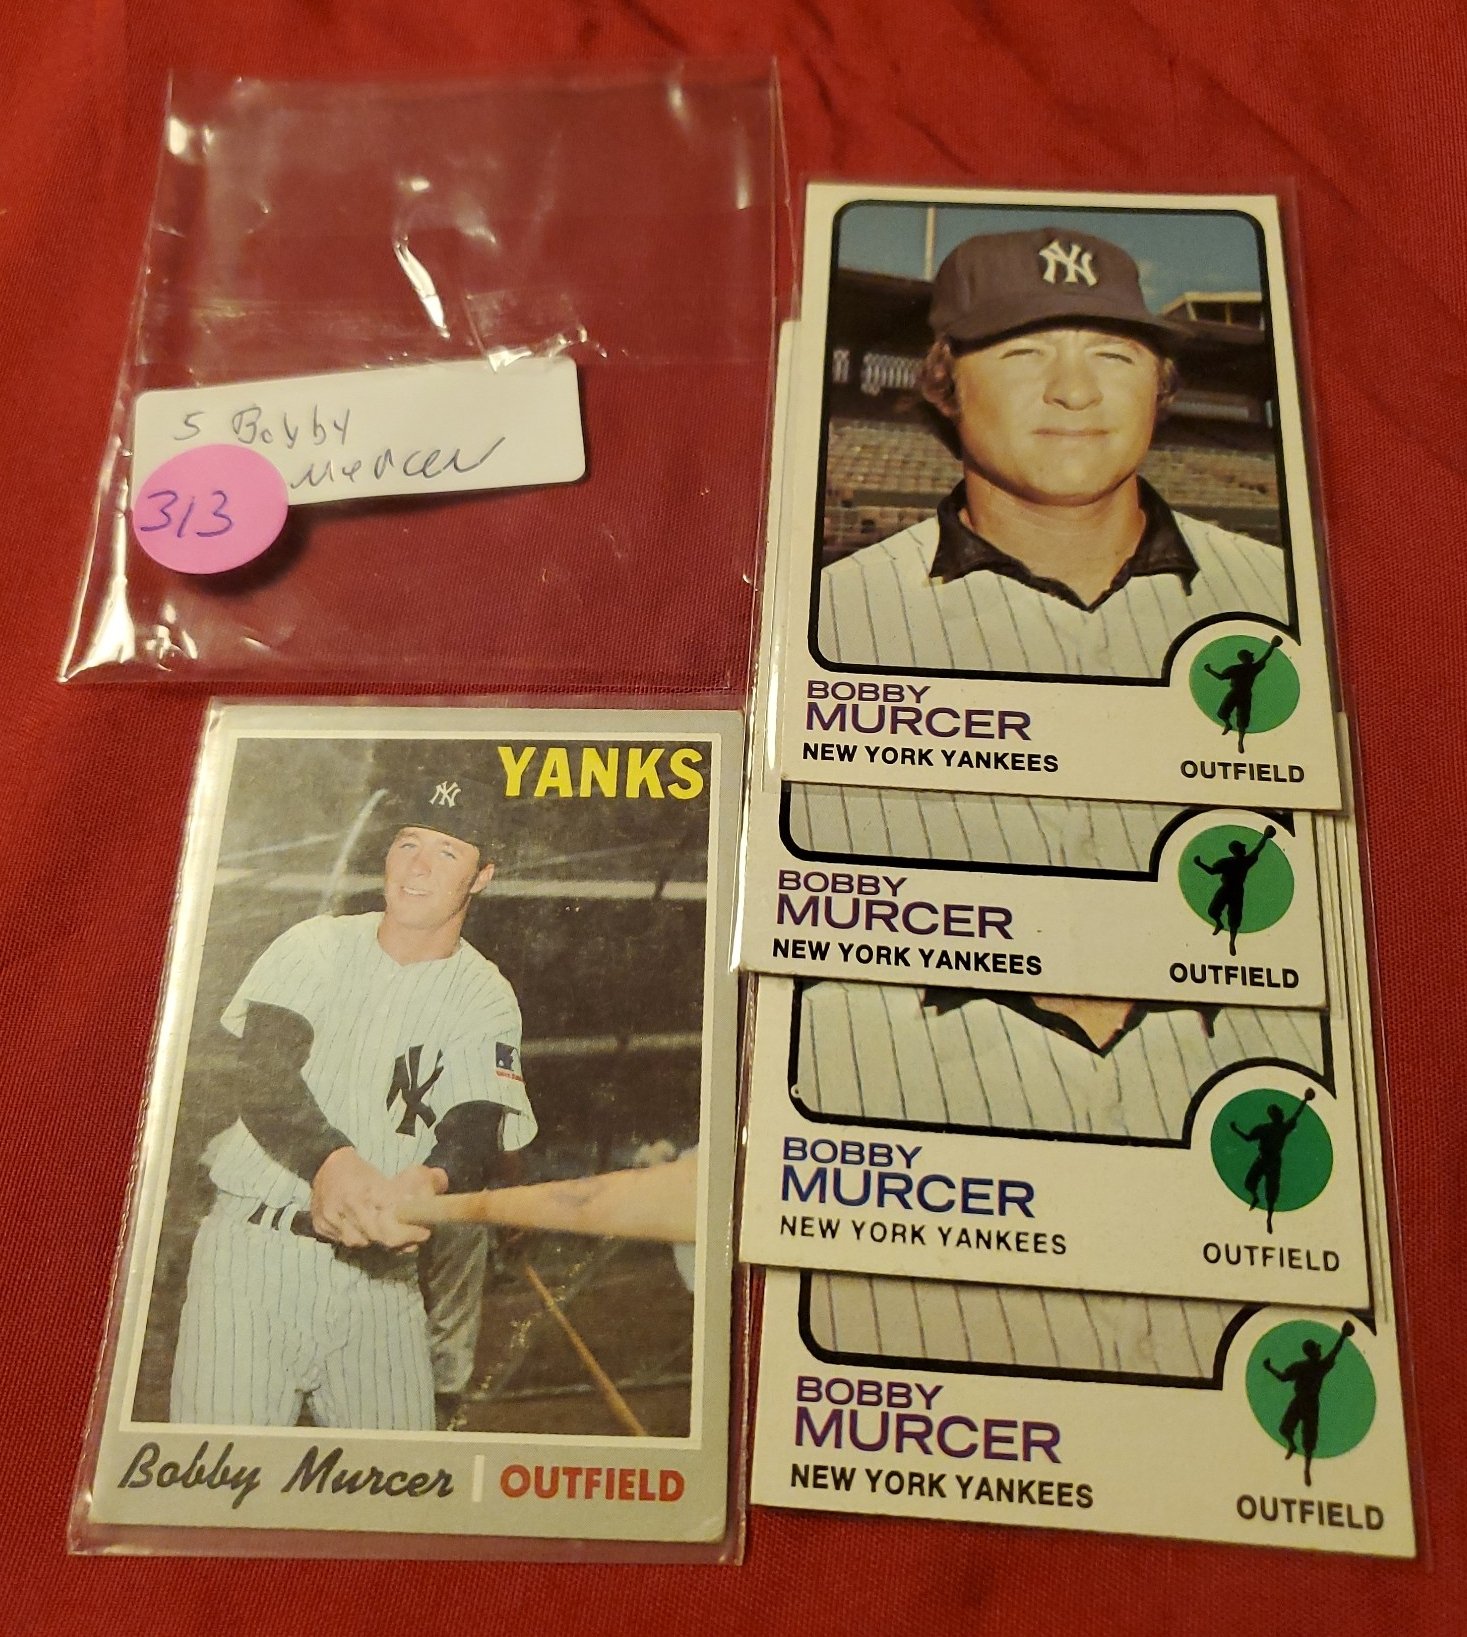 5 Bobby
Murcer
313
NY
BOBBY
MURCER
NEW YORK YANKEES
OUTFIELD
BOBBY
MURCER
NEW YORK YANKEES
OUTFIELD
BOBBY
MURCER
NEW YORK YANKEES
OUTFIELD
BOBBY
MURCER
NEW YORK YANKEES
OUTFIELD
YANKS
NY
NY
Bobby Murcer | OUTFIELD